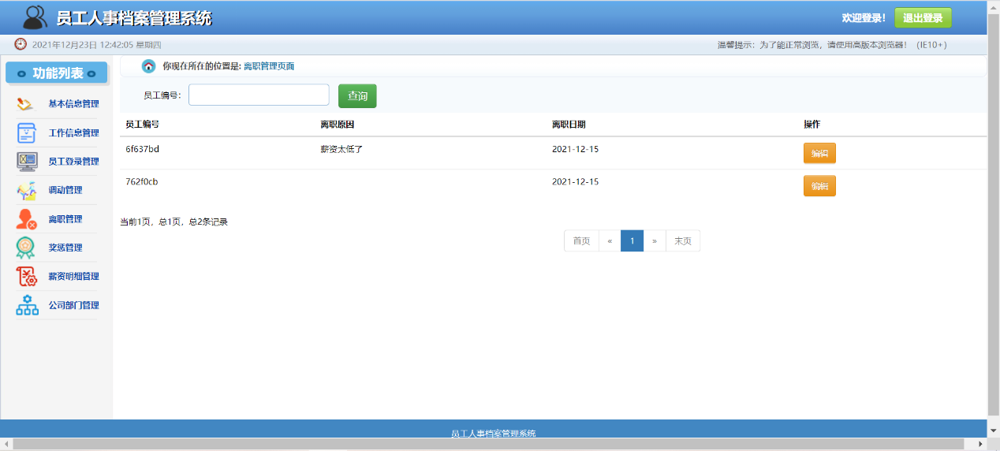 员工人事档案管理系统
欢迎登录! 退出登录
2021年12月23日 12:42:05 星期四
温馨提示：为了能正常浏览，请使用高版本浏览器！（IE10+）
功能列表
你现在所在的位置是: 离职管理页面
员工编号： 查询
基本信息管理
工作信息管理
员工登录管理
调动管理
离职管理
奖惩管理
薪资明细管理
公司部门管理
员工编号 离职原因 离职日期 操作
6f637bd 薪资太低了 2021-12-15 编辑
762f0cb 2021-12-15 编辑
当前1页，总1页，总2条记录
首页 « 1 » 末页
员工人事档案管理系统